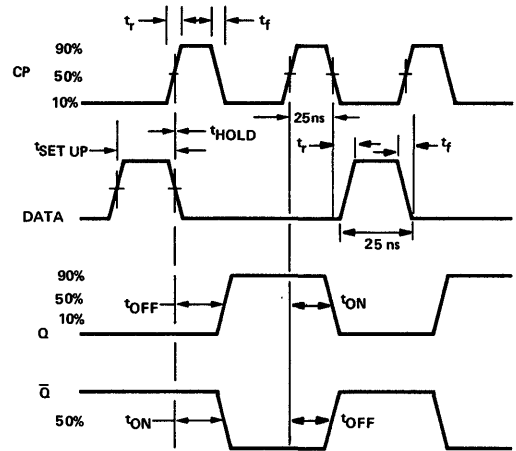 tr tf
90%
CP 50%
10%
25ns
tHOLD
tSET UP
tr tf
DATA
25 ns
90%
50%
tOFF tON
10%
Q
Q̅
50%
tON tOFF